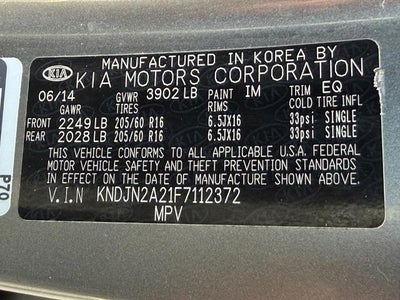 MANUFACTURED IN KOREA BY
KIA KIA MOTORS CORPORATION
06/14 GVWR 3902 LB PAINT IM TRIM EQ
GAWR TIRES RIMS COLD TIRE INFL
FRONT 2249 LB 205/60 R16 6.5JX16 33psi SINGLE
REAR 2028 LB 205/60 R16 6.5JX16 33psi SINGLE
THIS VEHICLE CONFORMS TO ALL APPLICABLE U.S.A. FEDERAL
MOTOR VEHICLE SAFETY, BUMPER, AND THEFT PREVENTION STANDARDS
IN EFFECT ON THE DATE OF MANUFACTURE SHOWN ABOVE.
V.I.N KNDJN2A21F7112372
MPV
P70